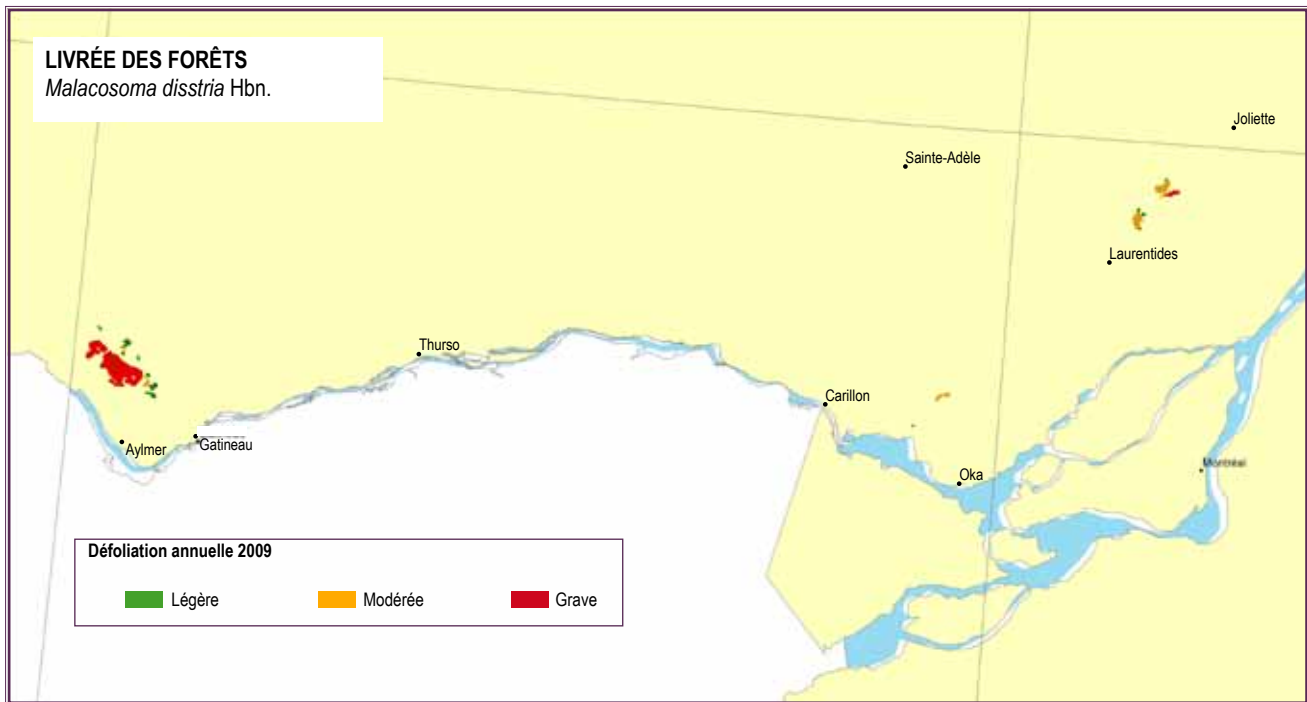 LIVRÉE DES FORÊTS
Malacosoma disstria Hbn.
Joliette
Sainte-Adèle
Laurentides
Thurso
Carillon
Aylmer
Gatineau
Montréal
Oka
Défoliation annuelle 2009
Légère
Modérée
Grave